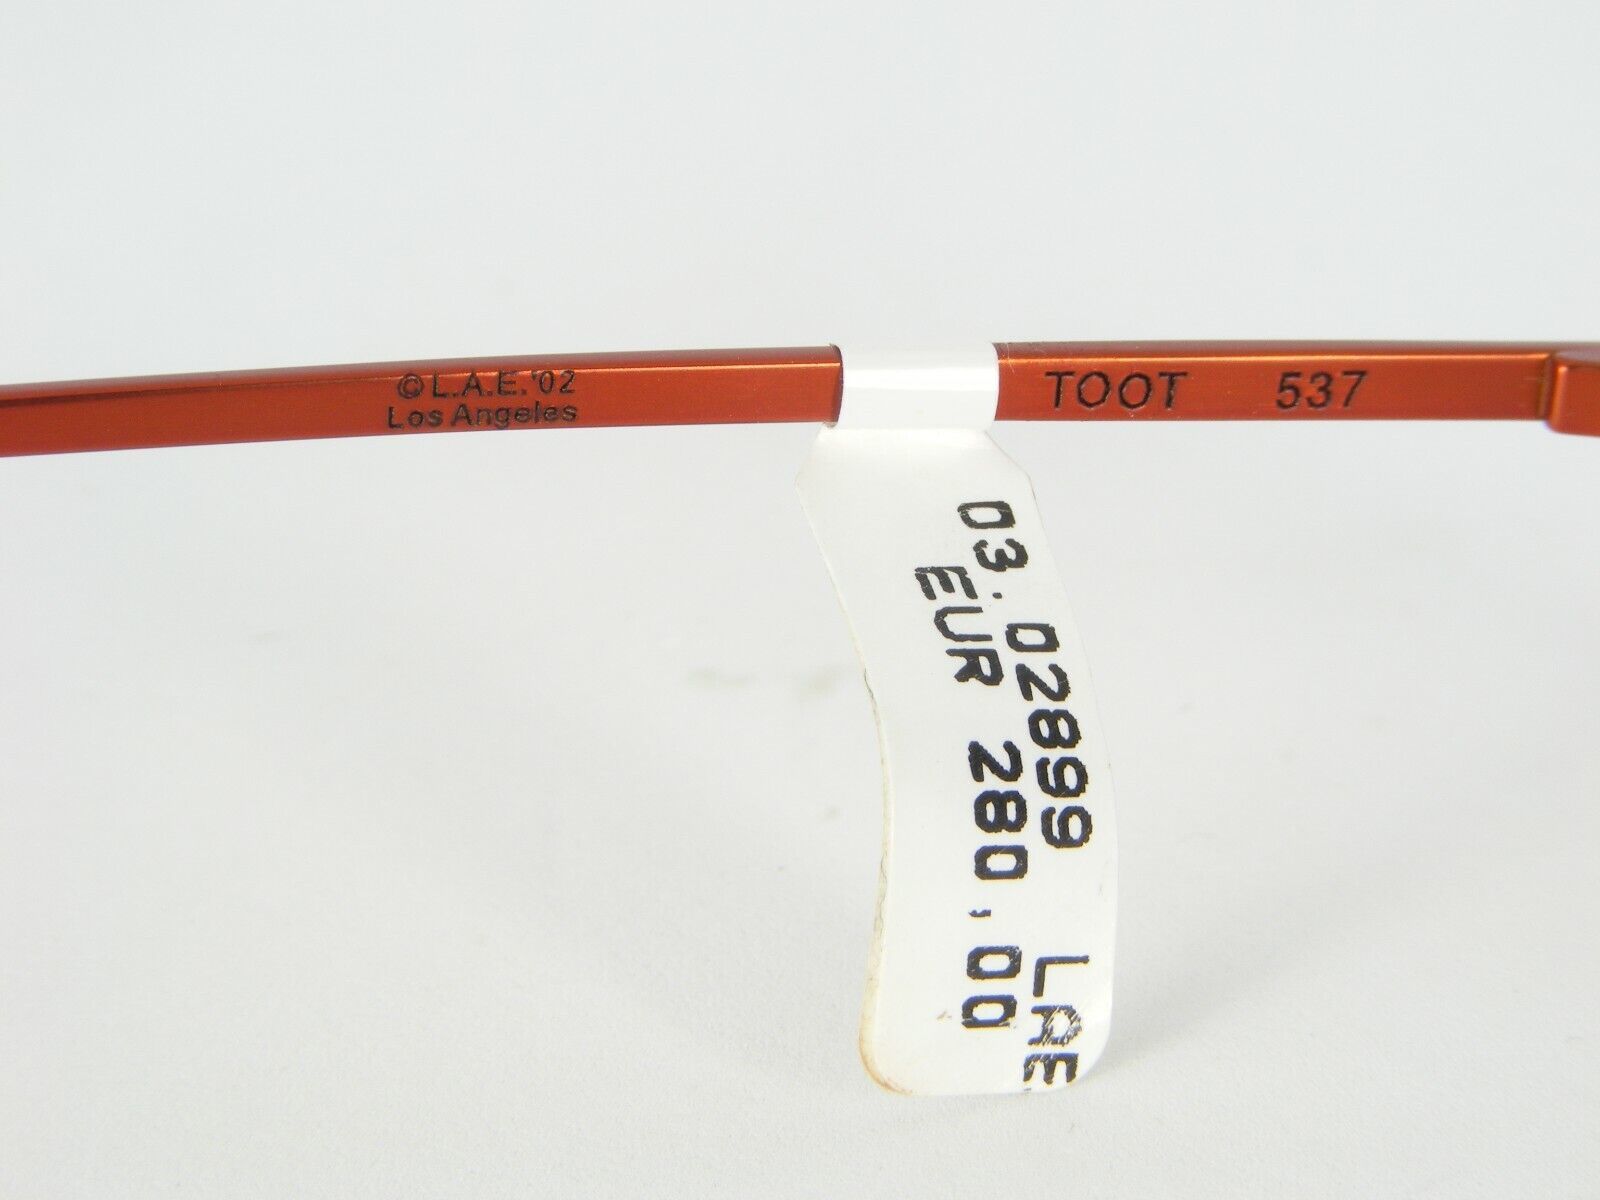 © L.A.E. '02
Los Angeles
TOOT 537
03.02899 LAE
EUR 280,00